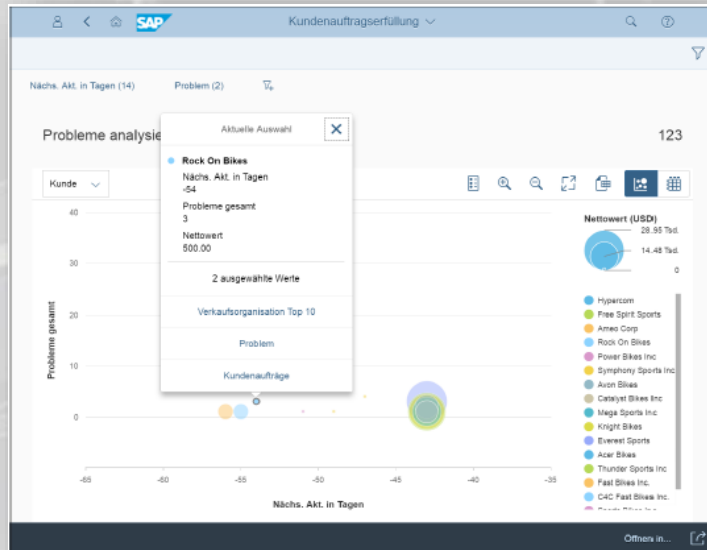 SAP
Kundenauftragserfüllung
Nächs. Akt. in Tagen (14)
Problem (2)
Probleme analysie
123
Aktuelle Auswahl
Rock On Bikes
Nächs. Akt. in Tagen
-54
Probleme gesamt
3
Nettowert
500.00
2 ausgewählte Werte
Verkaufsorganisation Top 10
Problem
Kundenaufträge
Kunde
40
30
20
10
0
Probleme gesamt
-65
-60
-55
-50
-45
-40
-35
Nächs. Akt. in Tagen
Nettowert (USD)
28.95 Tsd.
14.48 Tsd.
0
Hypercom
Free Spirit Sports
Ameo Corp
Rock On Bikes
Power Bikes Inc
Symphony Sports Inc
Avon Bikes
Catalyst Bikes Inc
Mega Sports Inc
Knight Bikes
Everest Sports
Acer Bikes
Thunder Sports Inc
Fast Bikes Inc.
C4C Fast Bikes Inc.
Öffnen in...